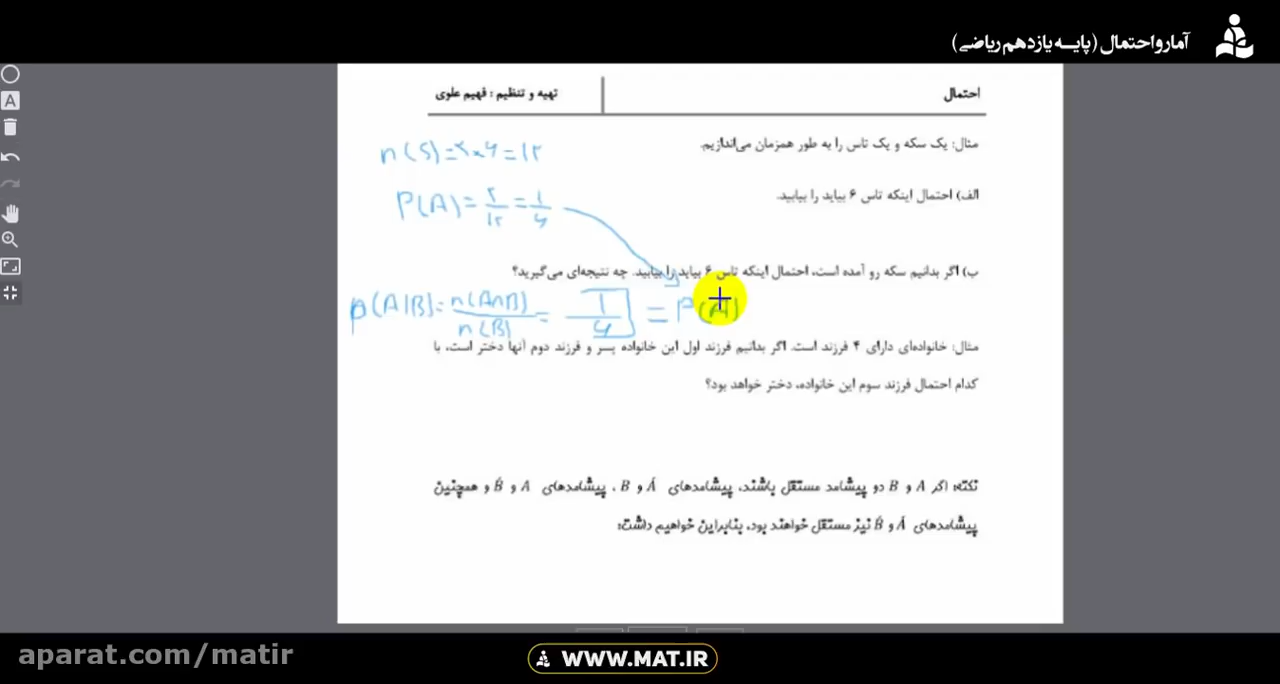 آمار و احتمال (پایه یازدهم ریاضی)
احتمال
تهیه و تنظیم : فهیم علوی
مثال: یک سکه و یک تاس را به طور همزمان می‌اندازیم.
n(S)=۲×۶=۱۲
الف) احتمال اینکه تاس ۶ بیاید را بیابید.
P(A)=۲/۱۲=۱/۶
ب) اگر بدانیم سکه رو آمده است، احتمال اینکه تاس ۶ بیاید را بیابید. چه نتیجه‌ای می‌گیرید؟
P(A|B)=n(A∩B)/n(B)=۱/۶=P(A)
مثال: خانواده‌ای دارای ۴ فرزند است. اگر بدانیم فرزند اول این خانواده پسر و فرزند دوم آنها دختر است، با
کدام احتمال فرزند سوم این خانواده، دختر خواهد بود؟
نکته: اگر A و B دو پیشامد مستقل باشند، پیشامدهای A´ و B ، پیشامدهای A و B´ و همچنین
پیشامدهای A´ و B´ نیز مستقل خواهند بود، بنابراین خواهیم داشت:
aparat.com/matir
WWW.MAT.IR